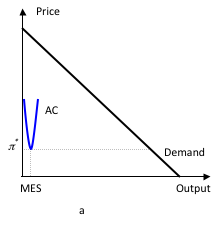 Price
AC
π*
Demand
MES
Output
a